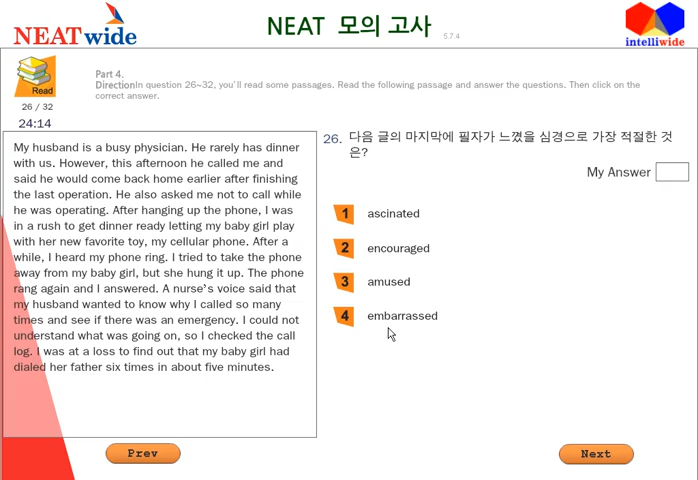 NEATwide
NEAT 모의 고사
5.7.4
intelliwide
Read
26 / 32
24:14
Part 4.
DirectionIn question 26~32, you'll read some passages. Read the following passage and answer the questions. Then click on the
correct answer.
My husband is a busy physician. He rarely has dinner
with us. However, this afternoon he called me and
said he would come back home earlier after finishing
the last operation. He also asked me not to call while
he was operating. After hanging up the phone, I was
in a rush to get dinner ready letting my baby girl play
with her new favorite toy, my cellular phone. After a
while, I heard my phone ring. I tried to take the phone
away from my baby girl, but she hung it up. The phone
rang again and I answered. A nurse's voice said that
my husband wanted to know why I called so many
times and see if there was an emergency. I could not
understand what was going on, so I checked the call
log. I was at a loss to find out that my baby girl had
dialed her father six times in about five minutes.
26. 다음 글의 마지막에 필자가 느꼈을 심경으로 가장 적절한 것
은?
My Answer
1 ascinated
2 encouraged
3 amused
4 embarrassed
Prev
Next